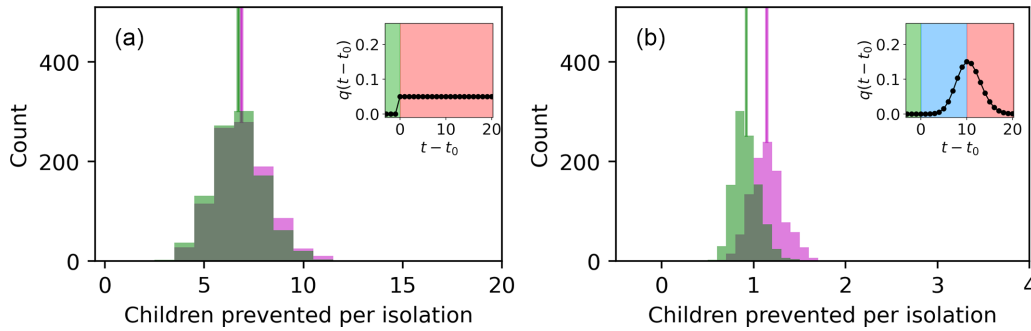 (a)
400
200
0
Count
0 5 10 15 20
Children prevented per isolation
0.2
0.1
0.0
q(t − t₀)
0 10 20
t − t₀
(b)
400
200
0
Count
0 1 2 3 4
Children prevented per isolation
0.2
0.1
0.0
q(t − t₀)
0 10 20
t − t₀